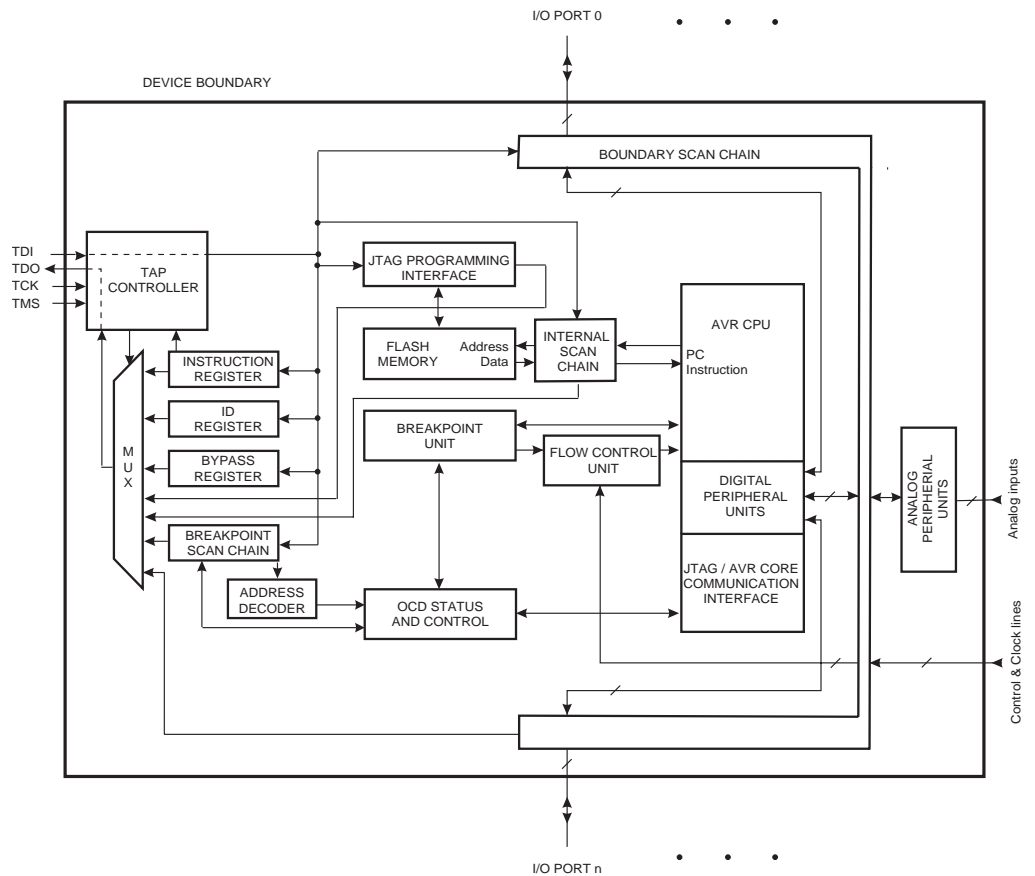 I/O PORT 0
DEVICE BOUNDARY
BOUNDARY SCAN CHAIN
TDI
TDO
TCK
TMS
TAP
CONTROLLER
JTAG PROGRAMMING
INTERFACE
AVR CPU
FLASH
MEMORY
Address
Data
INTERNAL
SCAN
CHAIN
PC
Instruction
INSTRUCTION
REGISTER
ID
REGISTER
M
U
X
BREAKPOINT
UNIT
FLOW CONTROL
UNIT
BYPASS
REGISTER
DIGITAL
PERIPHERAL
UNITS
ANALOG
PERIPHERIAL
UNITS
Analog inputs
BREAKPOINT
SCAN CHAIN
JTAG / AVR CORE
COMMUNICATION
INTERFACE
ADDRESS
DECODER
OCD STATUS
AND CONTROL
Control & Clock lines
I/O PORT n